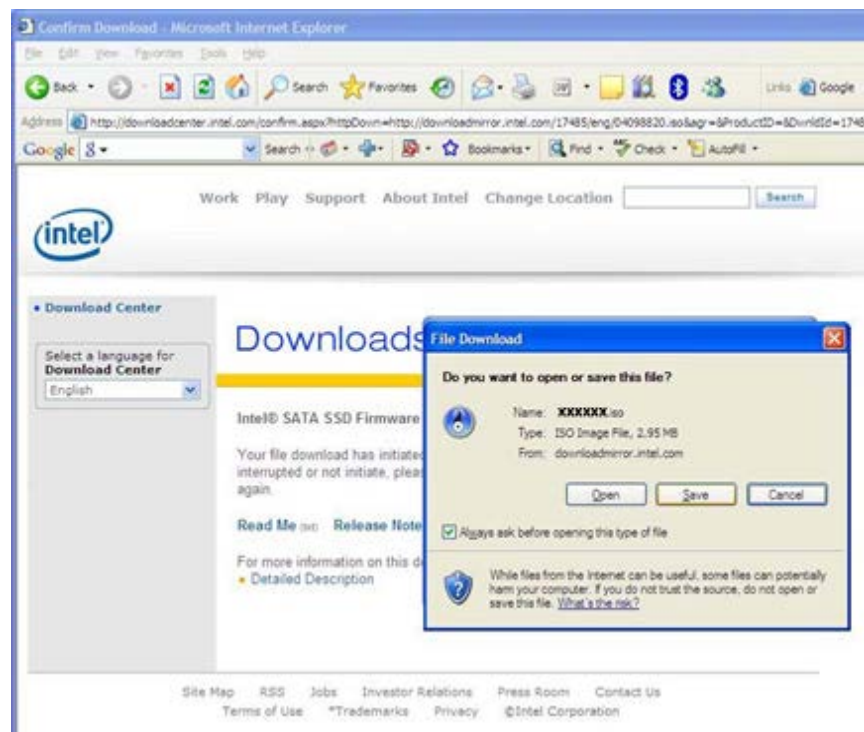 Confirm Download - Microsoft Internet Explorer
File Edit View Favorites Tools Help
Back Search Favorites Links Google
Address http://downloadcenter.intel.com/confirm.aspx?httpDown=http://downloadmirror.intel.com/17485/eng/04098820.iso&agr=&ProductID=&DwnldId=1748
Google Search Bookmarks Find Check AutoFill
Work Play Support About Intel Change Location Search
intel
Download Center
Select a language for
Download Center
English
Downloads
Intel® SATA SSD Firmware
Your file download has initiated
interrupted or not initiate, pleas
again.
Read Me Release Note
For more information on this d
Detailed Description
File Download
Do you want to open or save this file?
Name: XXXXXX.iso
Type: ISO Image File, 2.95 MB
From: downloadmirror.intel.com
Open Save Cancel
Always ask before opening this type of file
While files from the Internet can be useful, some files can potentially
harm your computer. If you do not trust the source, do not open or
save this file. What's the risk?
Site Map RSS Jobs Investor Relations Press Room Contact Us
Terms of Use *Trademarks Privacy ©Intel Corporation